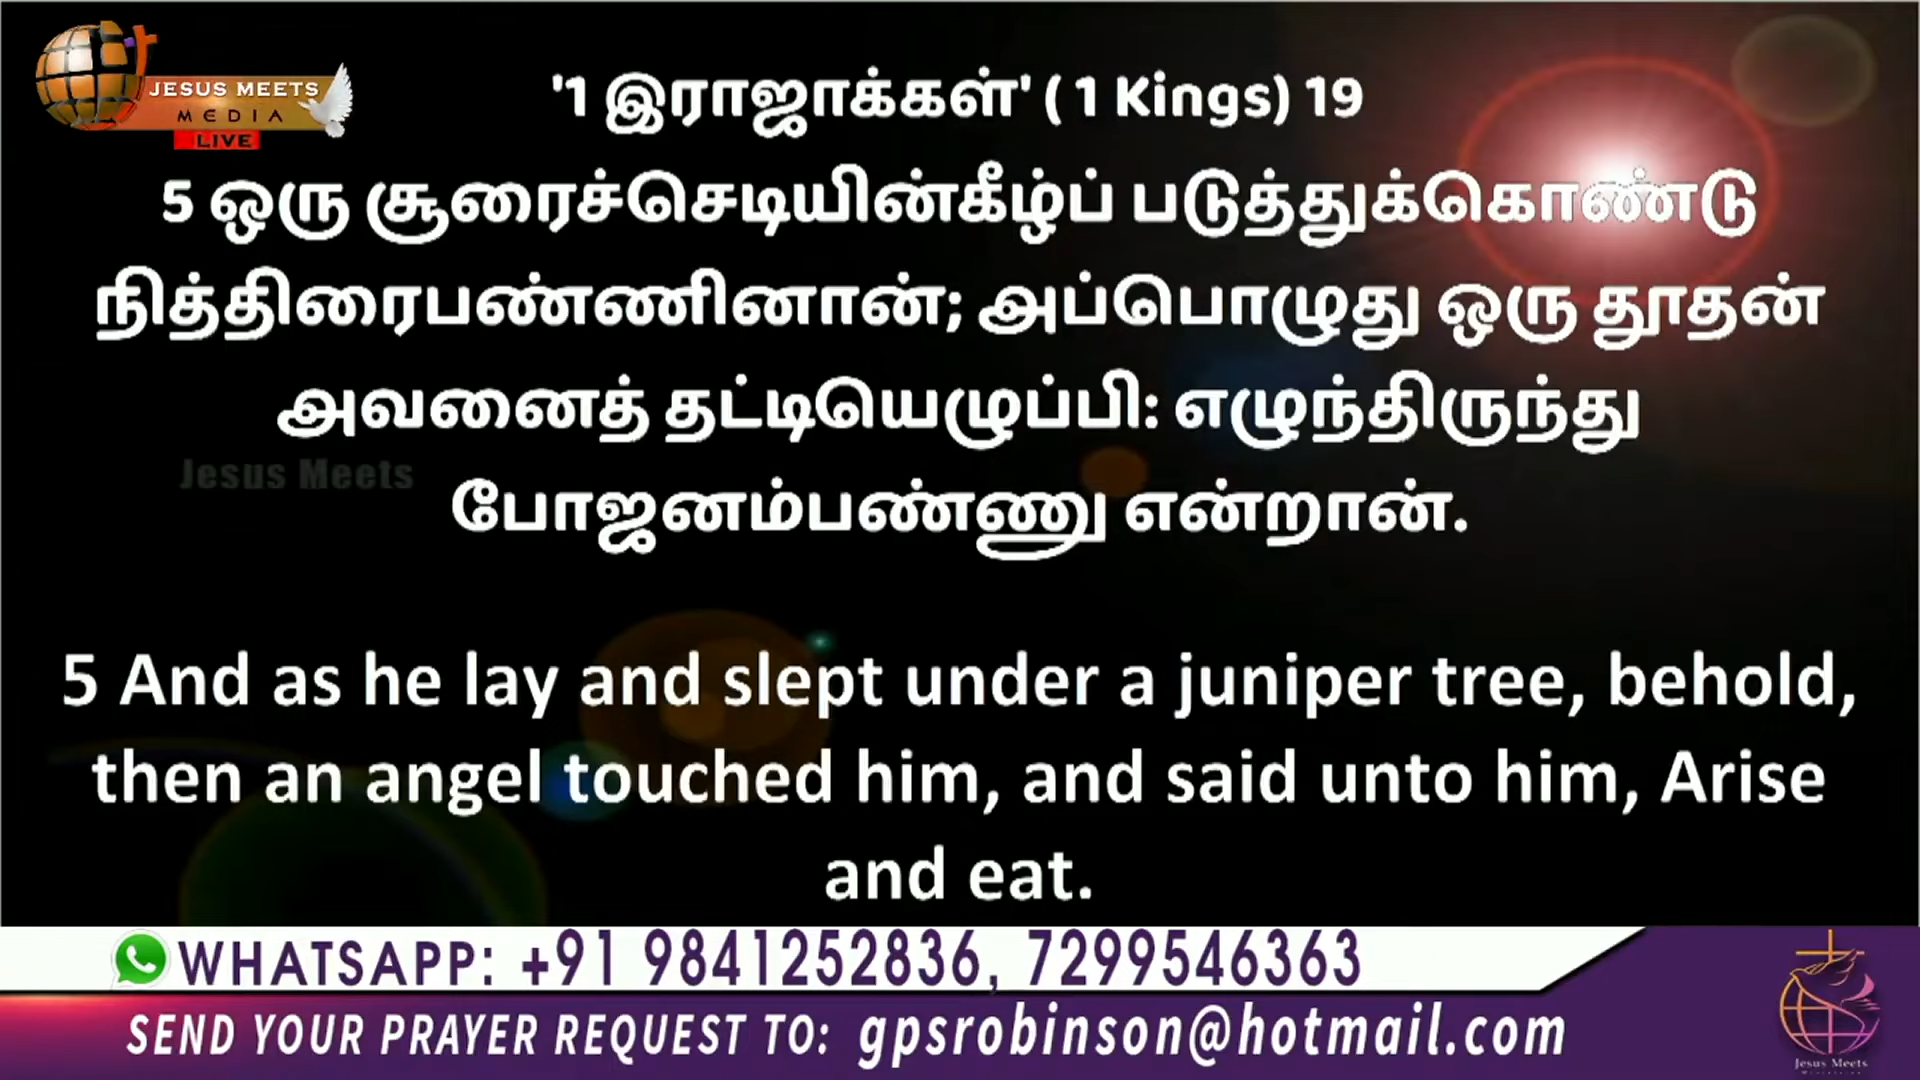 JESUS MEETS
MEDIA
LIVE
'1 இராஜாக்கள்' ( 1 Kings) 19
5 ஒரு சூரைச்செடியின்கீழ்ப் படுத்துக்கொண்டு
நித்திரைபண்ணினான்; அப்பொழுது ஒரு தூதன்
அவனைத் தட்டியெழுப்பி: எழுந்திருந்து
Jesus Meets
போஜனம்பண்ணு என்றான்.
5 And as he lay and slept under a juniper tree, behold,
then an angel touched him, and said unto him, Arise
and eat.
WHATSAPP: +91 9841252836, 7299546363
SEND YOUR PRAYER REQUEST TO: gpsrobinson@hotmail.com
Jesus Meets